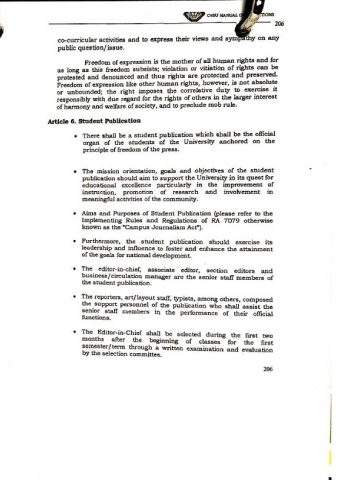 CVSU MANUAL
206
co-curricular activities and to express their views and sympathy on any
public question/issue.
Freedom of expression is the mother of all human rights and for
as long as this freedom subsists; violation or vitiation of rights can be
protested and denounced and thus rights are protected and preserved.
Freedom of expression like other human rights, however, is not absolute
or unbounded; the right imposes the correlative duty to exercise it
responsibly with due regard for the rights of others in the larger interest
of harmony and welfare of society, and to preclude mob rule.
Article 6. Student Publication
• There shall be a student publication which shall be the official
organ of the students of the University anchored on the
principle of freedom of the press.
• The mission orientation, goals and objectives of the student
publication should aim to support the University in its quest for
educational excellence particularly in the improvement of
instruction, promotion of research and involvement in
meaningful activities of the community.
• Aims and Purposes of Student Publication (please refer to the
Implementing Rules and Regulations of RA 7079 otherwise
known as the "Campus Journalism Act").
• Furthermore, the student publication should exercise its
leadership and influence to foster and enhance the attainment
of the goals for national development.
• The editor-in-chief, associate editor, section editors and
business/circulation manager are the senior staff members of
the student publication.
• The reporters, art/layout staff, typists, among others, composed
the support personnel of the publication who shall assist the
senior staff members in the performance of their official
functions.
• The Editor-in-Chief shall be selected during the first two
months after the beginning of classes for the first
semester/term through a written examination and evaluation
by the selection committee.
206